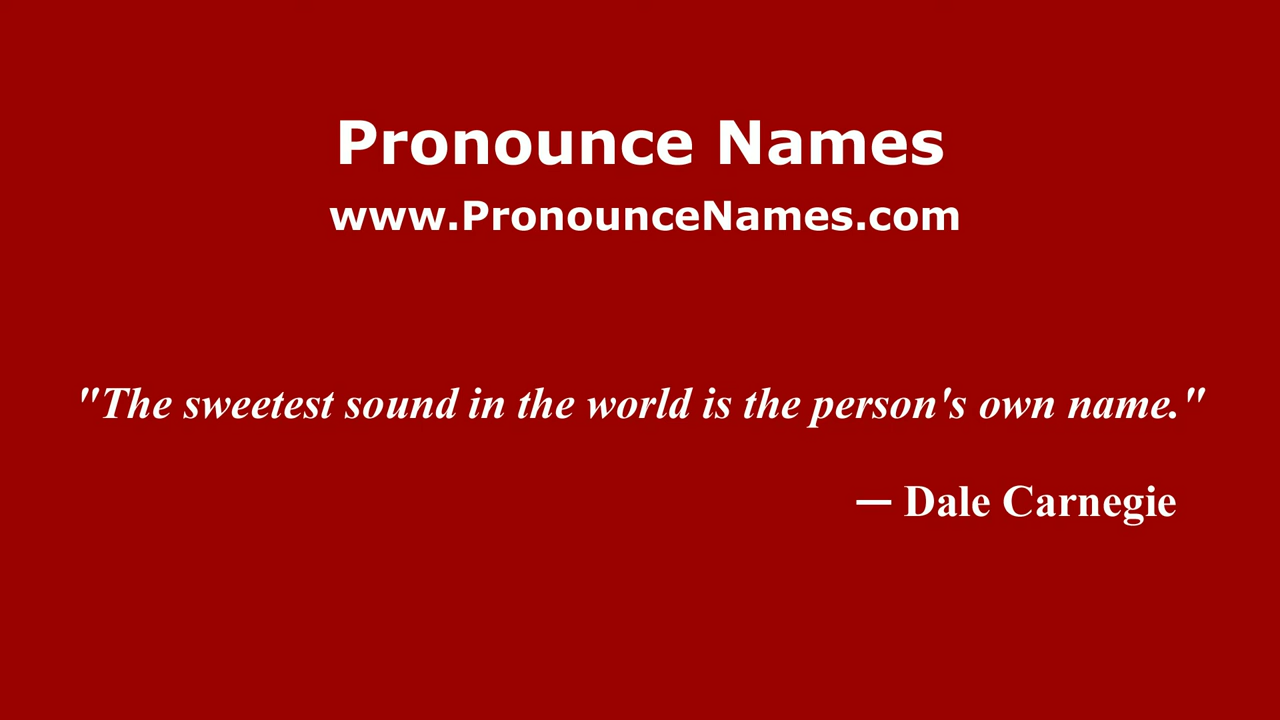 Pronounce Names
www.PronounceNames.com
"The sweetest sound in the world is the person's own name."
— Dale Carnegie